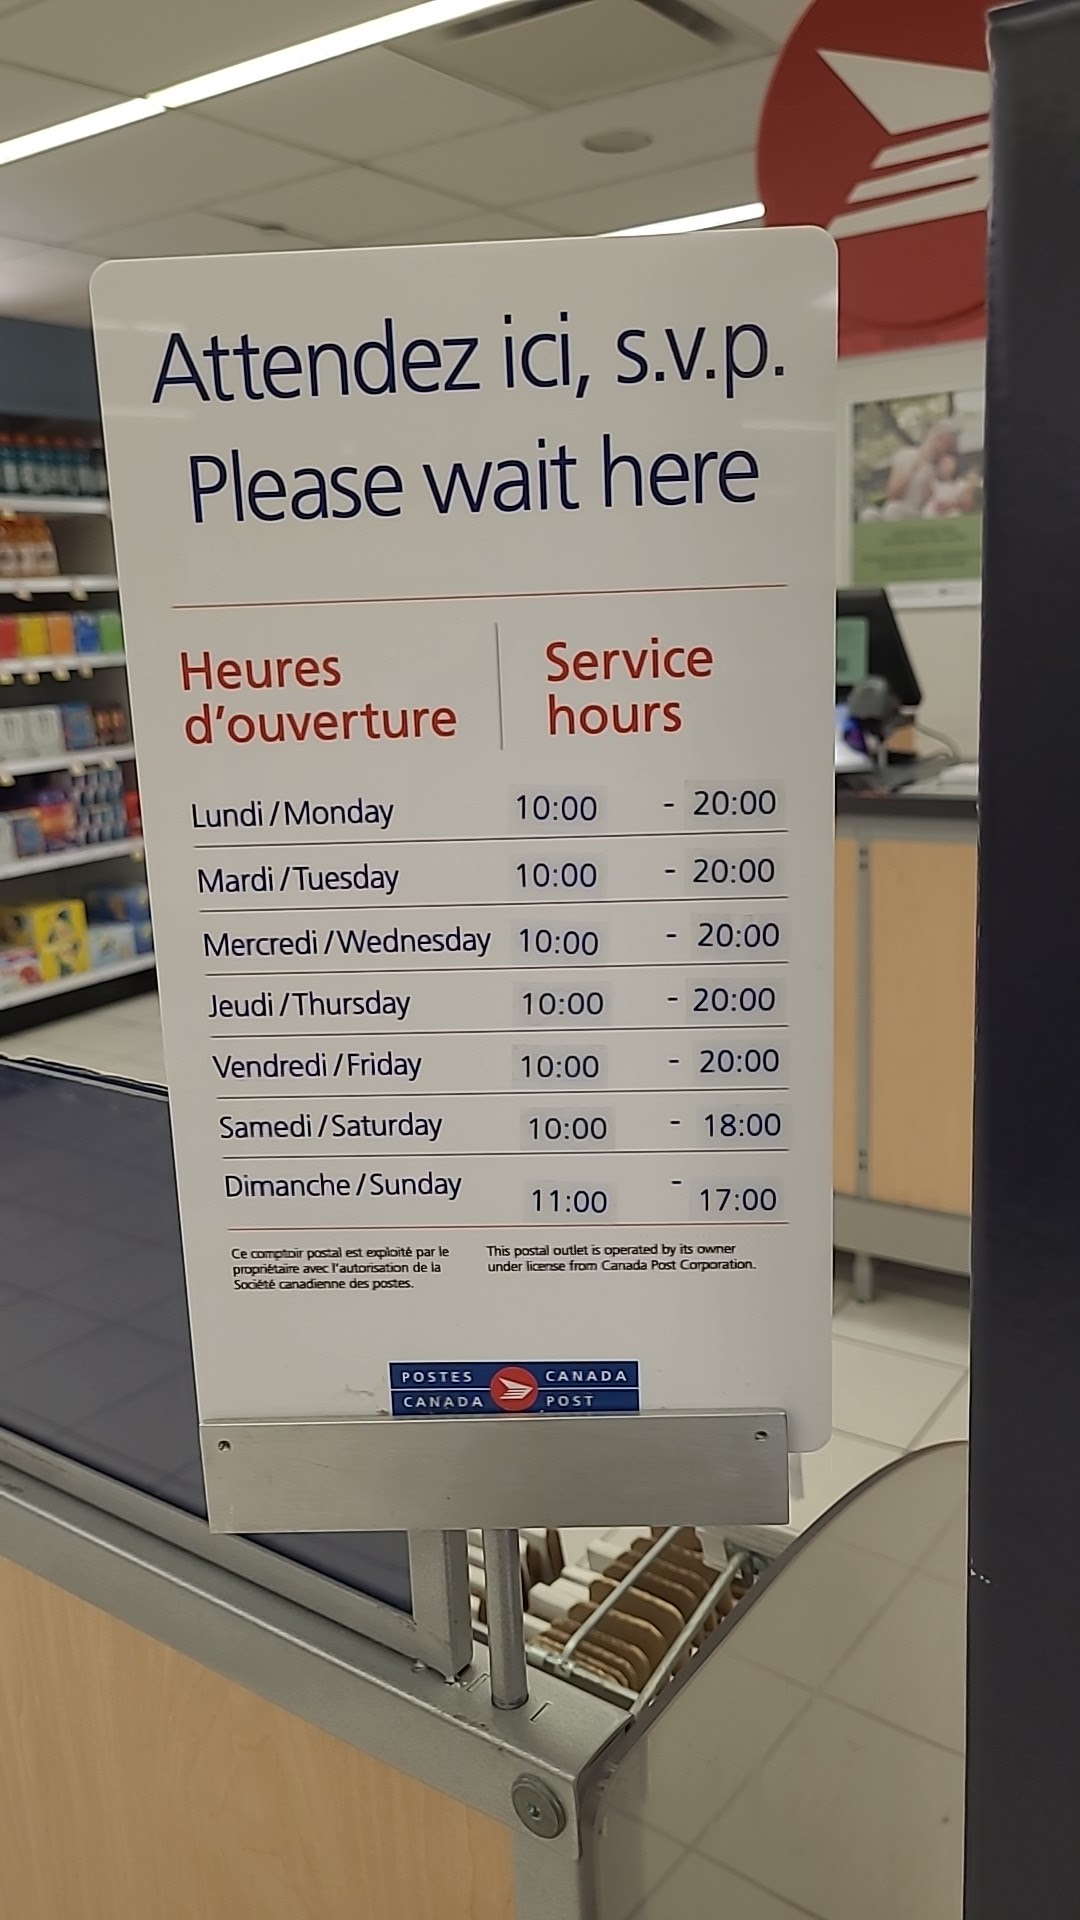 Attendez ici, s.v.p.
Please wait here
Heures
d'ouverture
Service
hours
Lundi / Monday 10:00 - 20:00
Mardi / Tuesday 10:00 - 20:00
Mercredi / Wednesday 10:00 - 20:00
Jeudi / Thursday 10:00 - 20:00
Vendredi / Friday 10:00 - 20:00
Samedi / Saturday 10:00 - 18:00
Dimanche / Sunday 11:00 - 17:00
Ce comptoir postal est exploité par le
propriétaire avec l'autorisation de la
Société canadienne des postes.
This postal outlet is operated by its owner
under license from Canada Post Corporation.
POSTES
CANADA
CANADA
POST